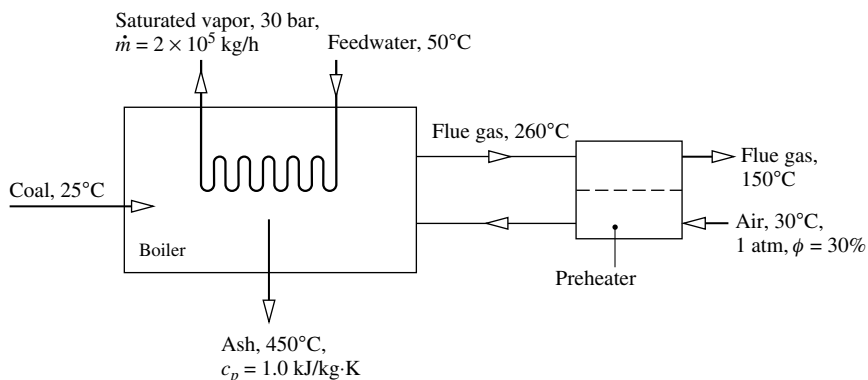 Saturated vapor, 30 bar,
ṁ = 2 × 10⁵ kg/h
Feedwater, 50°C
Flue gas, 260°C
Flue gas,
150°C
Coal, 25°C
Air, 30°C,
1 atm, ϕ = 30%
Boiler
Preheater
Ash, 450°C,
cₚ = 1.0 kJ/kg·K